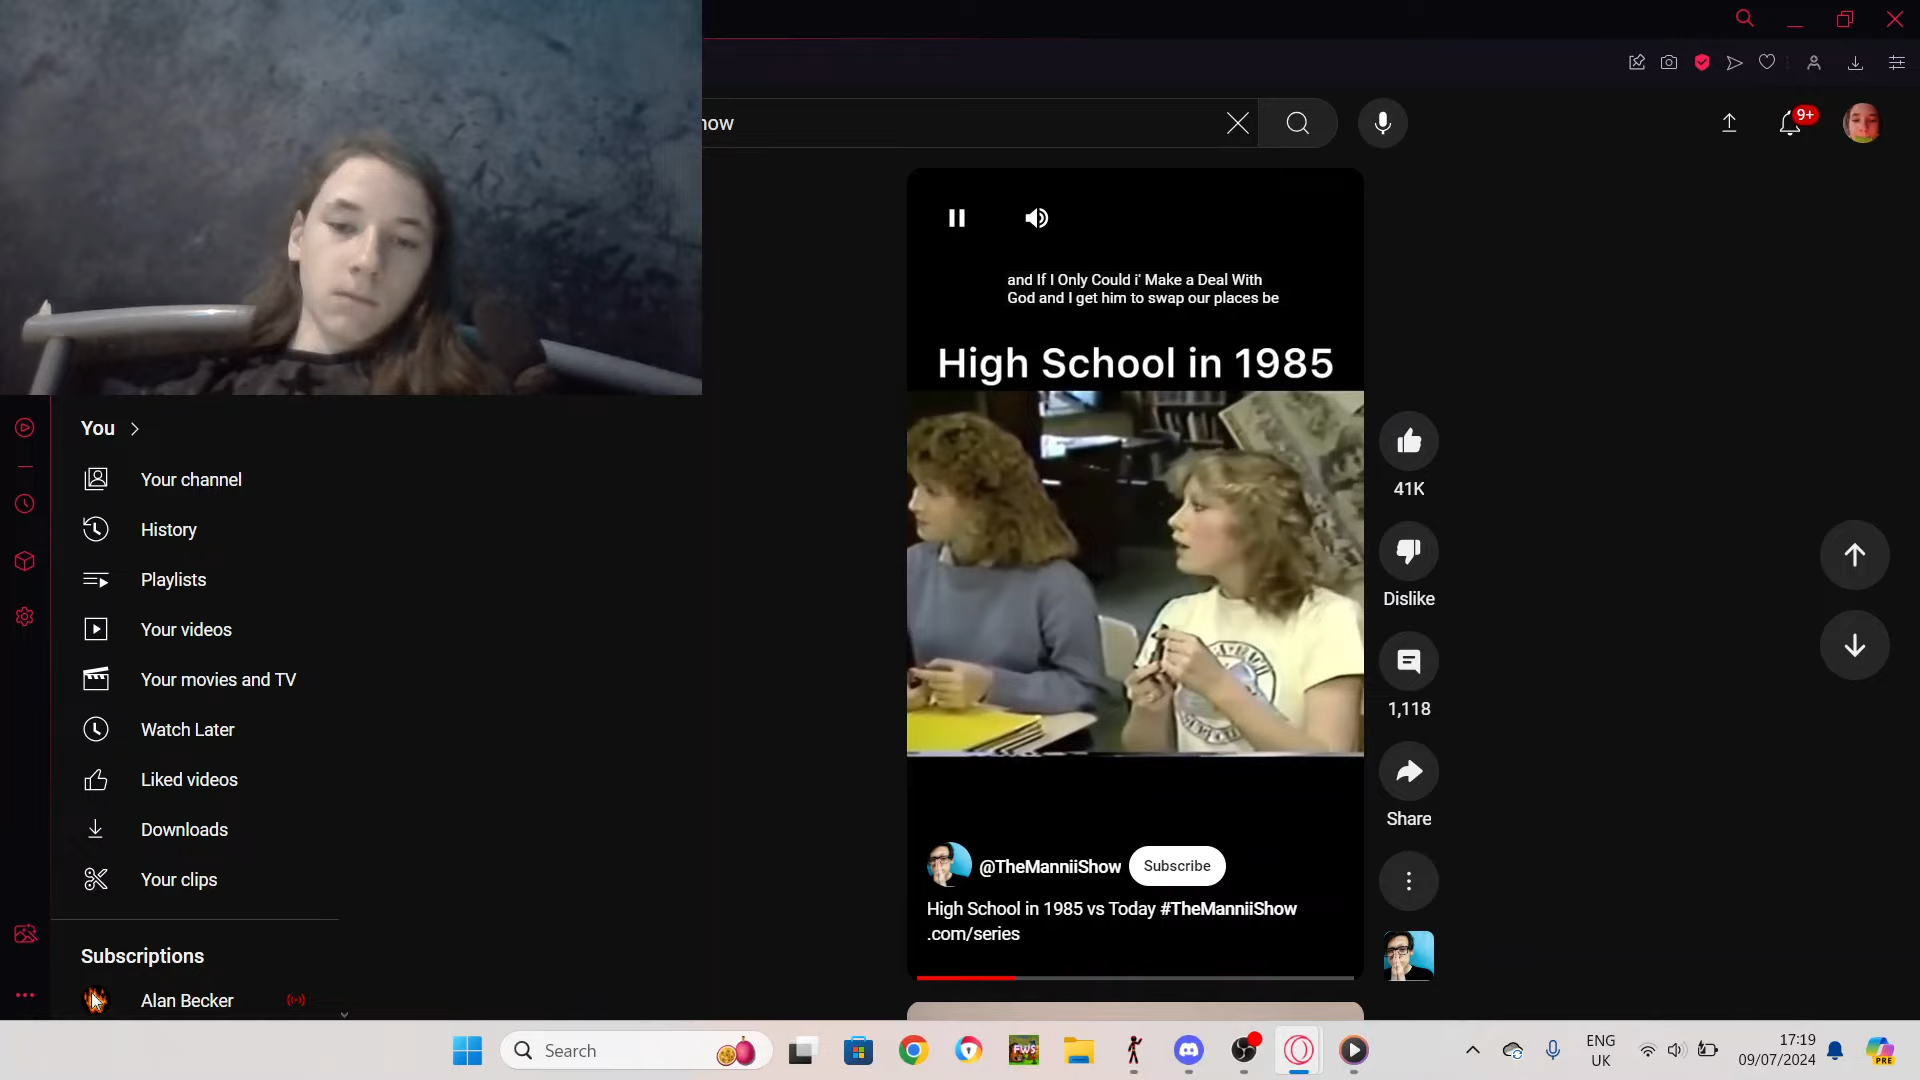 how
9+
and If I Only Could i' Make a Deal With
God and I get him to swap our places be
High School in 1985
You
Your channel
History
Playlists
Your videos
Your movies and TV
Watch Later
Liked videos
Downloads
Your clips
Subscriptions
Alan Becker
41K
Dislike
1,118
Share
@TheManniiShow
Subscribe
High School in 1985 vs Today #TheManniiShow
.com/series
Search
FWS
ENG
UK
17:19
09/07/2024
PRE